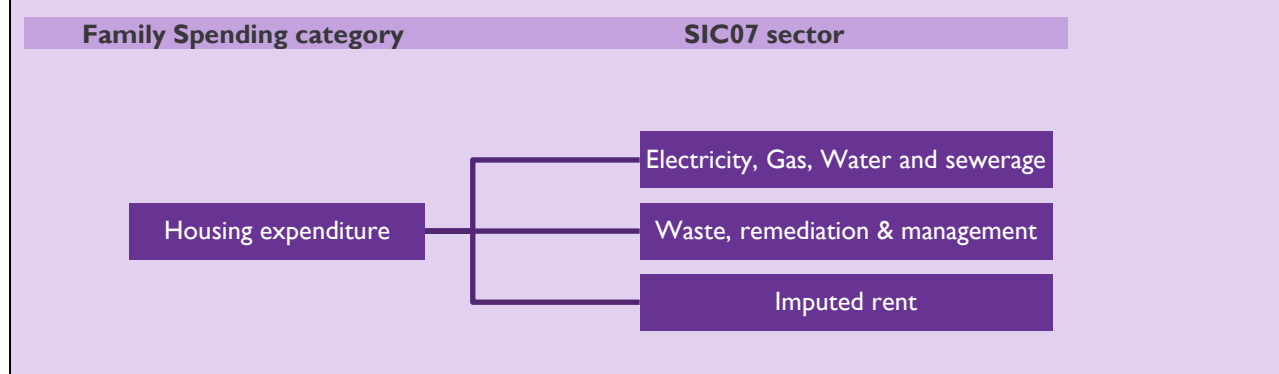 Family Spending category
SIC07 sector
Electricity, Gas, Water and sewerage
Housing expenditure
Waste, remediation & management
Imputed rent